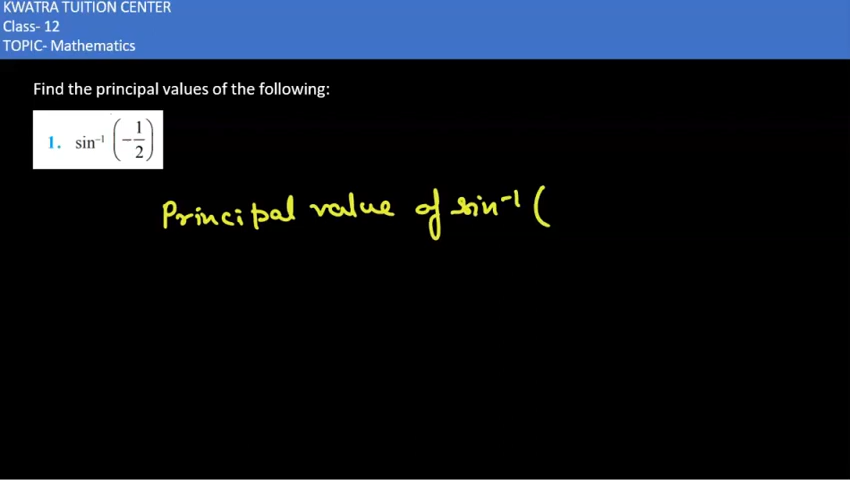 KWATRA TUITION CENTER
Class- 12
TOPIC- Mathematics
Find the principal values of the following:
1. sin⁻¹ (−1/2)
Principal value of sin⁻¹ (